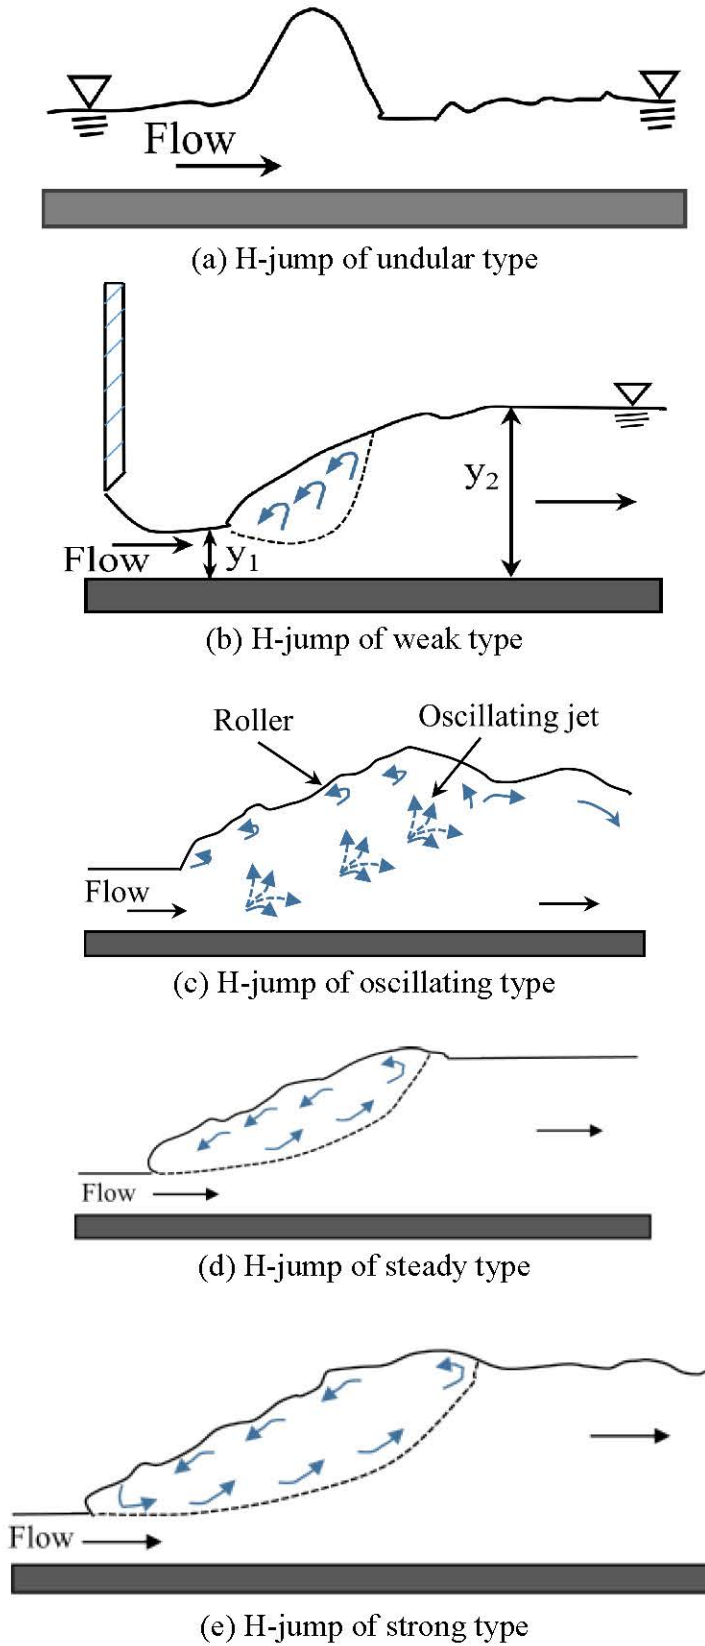 Flow
(a) H-jump of undular type
y₂
Flow
y₁
(b) H-jump of weak type
Roller
Oscillating jet
Flow
(c) H-jump of oscillating type
Flow
(d) H-jump of steady type
Flow
(e) H-jump of strong type